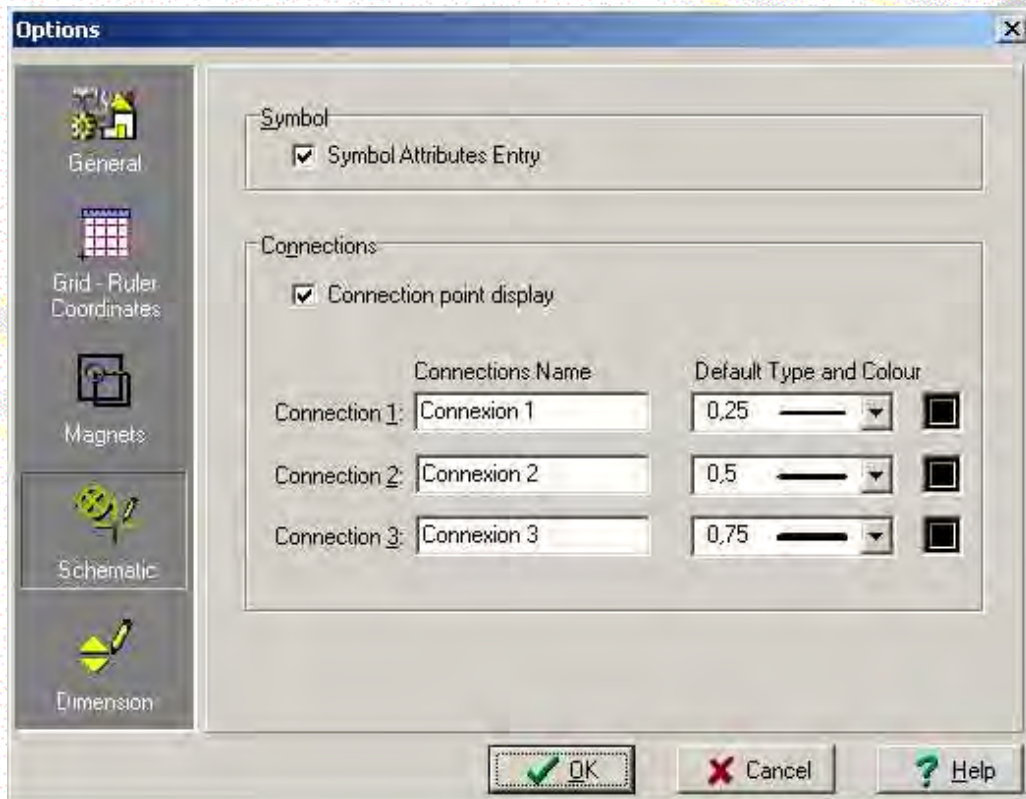 Options
General
Grid - Ruler
Coordinates
Magnets
Schematic
Dimension
Symbol
Symbol Attributes Entry
Connections
Connection point display
Connections Name Default Type and Colour
Connection 1: Connexion 1 0,25
Connection 2: Connexion 2 0,5
Connection 3: Connexion 3 0,75
OK Cancel Help